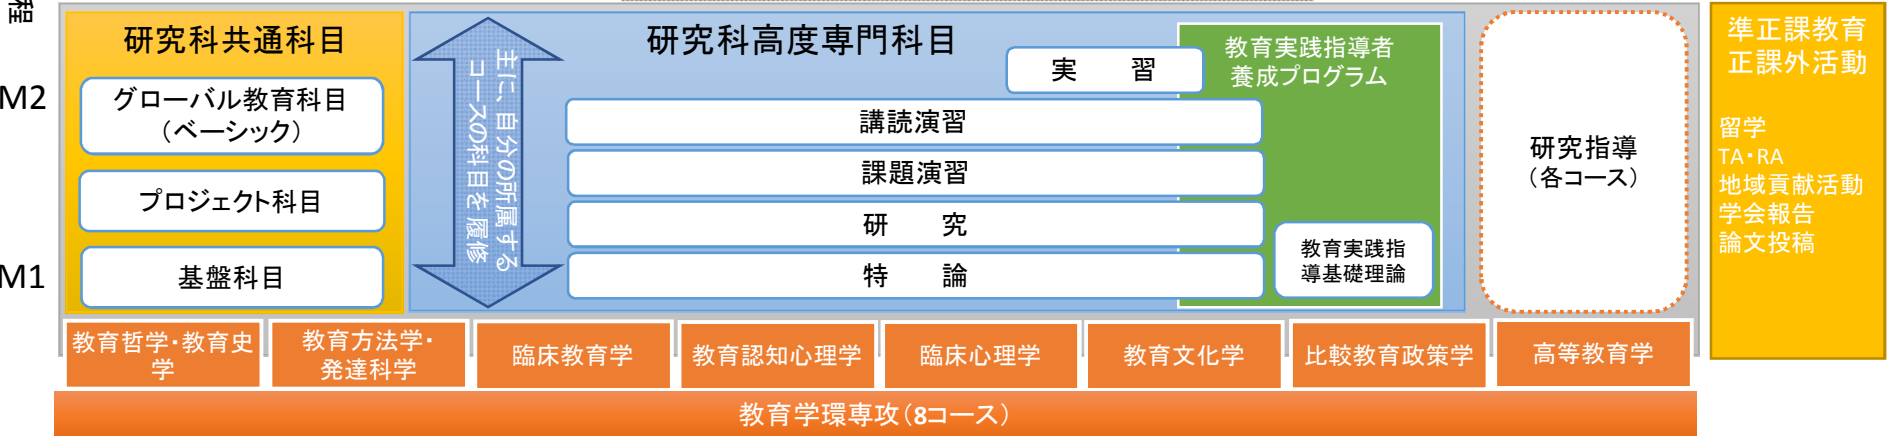 程
M2
M1
研究科共通科目
グローバル教育科目
(ベーシック)
プロジェクト科目
基盤科目
主に、自分の所属する
コースの科目を履修
研究科高度専門科目
実 習
講読演習
課題演習
研 究
特 論
教育実践指導者
養成プログラム
教育実践指
導基礎理論
研究指導
(各コース)
準正課教育
正課外活動
留学
TA・RA
地域貢献活動
学会報告
論文投稿
教育哲学・教育史
学
教育方法学・
発達科学
臨床教育学
教育認知心理学
臨床心理学
教育文化学
比較教育政策学
高等教育学
教育学環専攻(8コース)